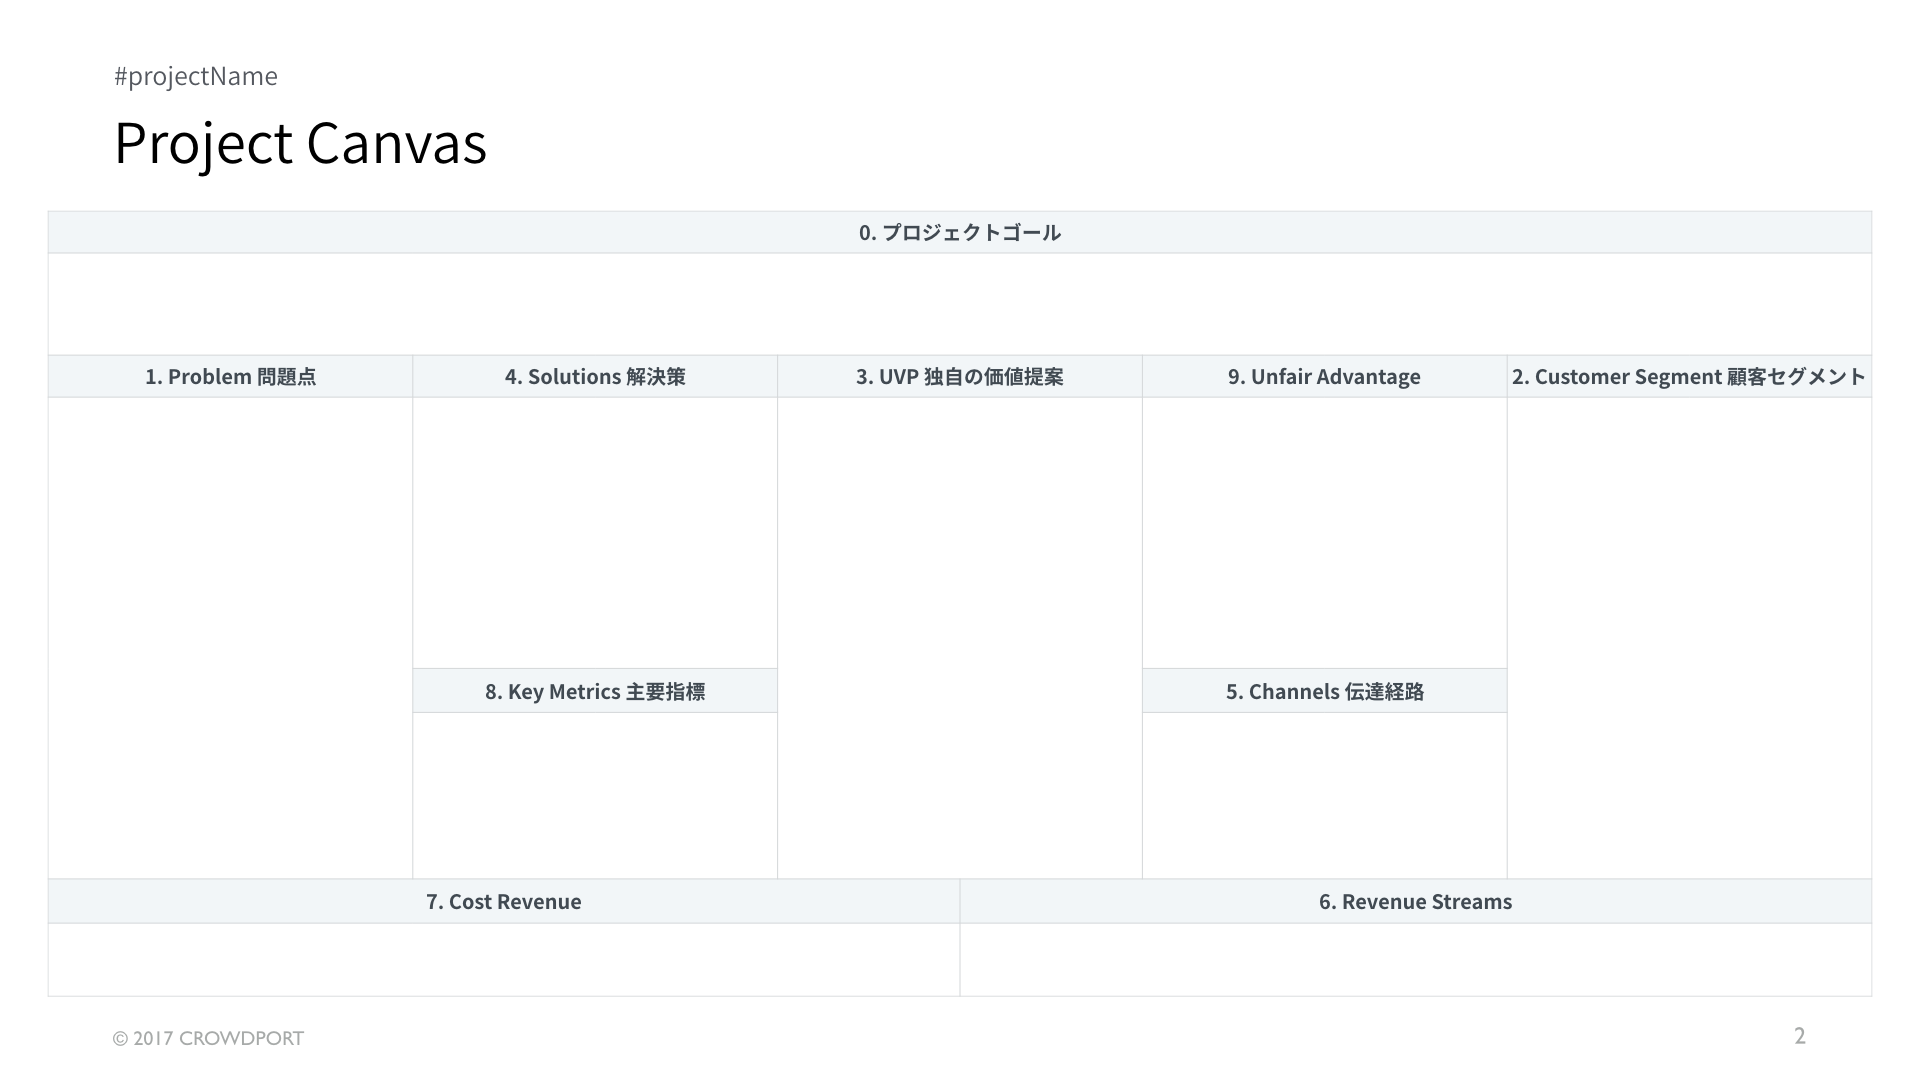 #projectName
Project Canvas
0. プロジェクトゴール
1. Problem 問題点
4. Solutions 解決策
3. UVP 独自の価値提案
9. Unfair Advantage
2. Customer Segment 顧客セグメント
8. Key Metrics 主要指標
5. Channels 伝達経路
7. Cost Revenue
6. Revenue Streams
© 2017 CROWDPORT
2